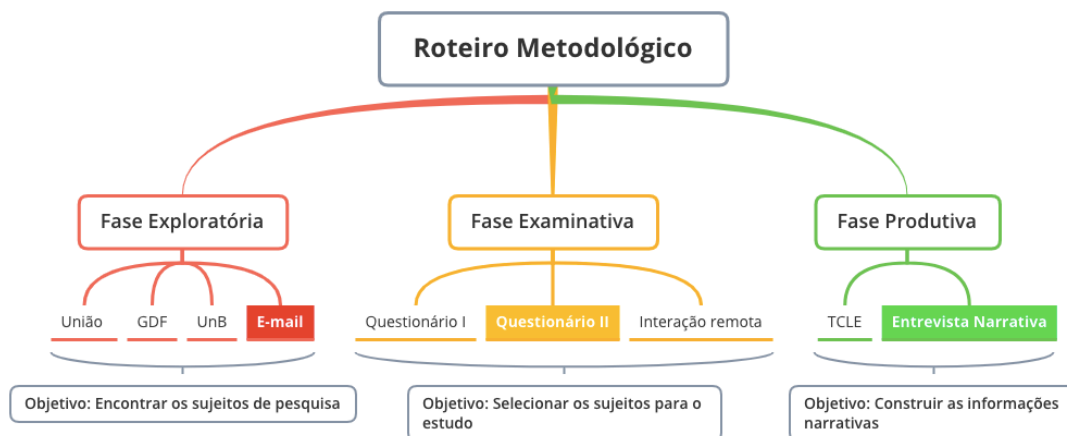 Roteiro Metodológico
Fase Exploratória
Fase Examinativa
Fase Produtiva
União
GDF
UnB
E-mail
Questionário I
Questionário II
Interação remota
TCLE
Entrevista Narrativa
Objetivo: Encontrar os sujeitos de pesquisa
Objetivo: Selecionar os sujeitos para o
estudo
Objetivo: Construir as informações
narrativas